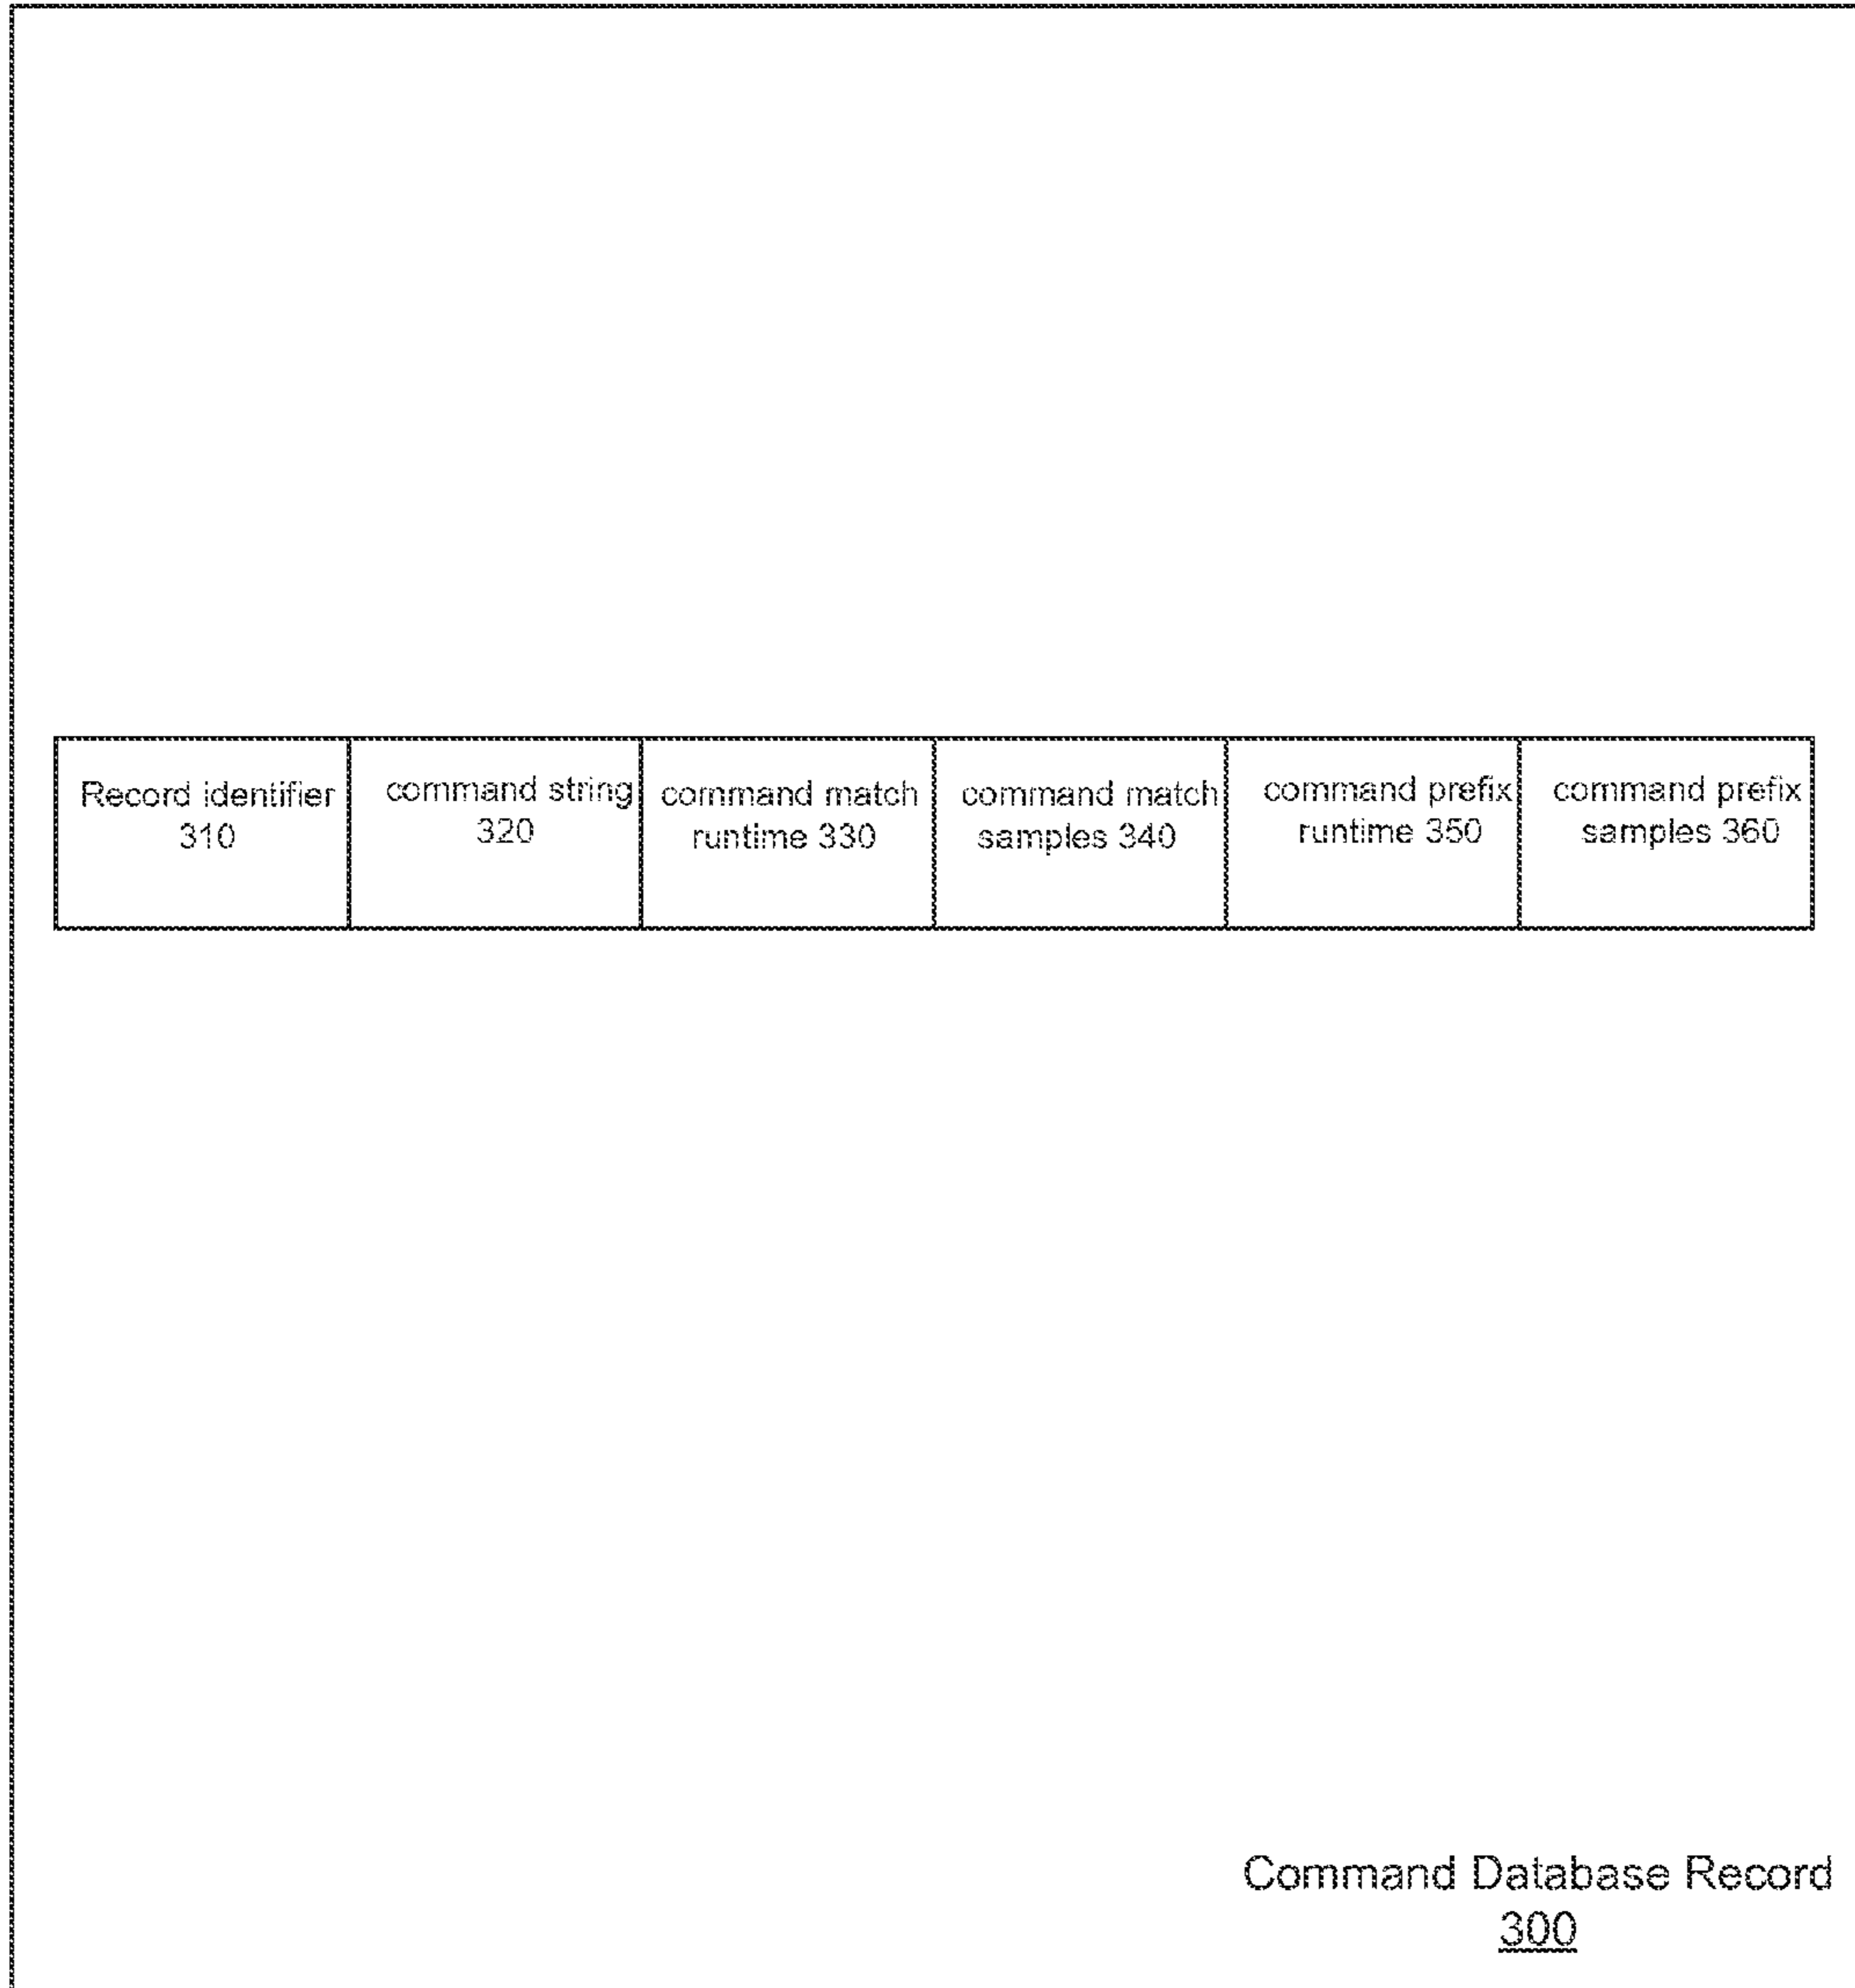 Record identifier
310
command string
320
command match
runtime 330
command match
samples 340
command prefix
runtime 350
command prefix
samples 360
Command Database Record
300